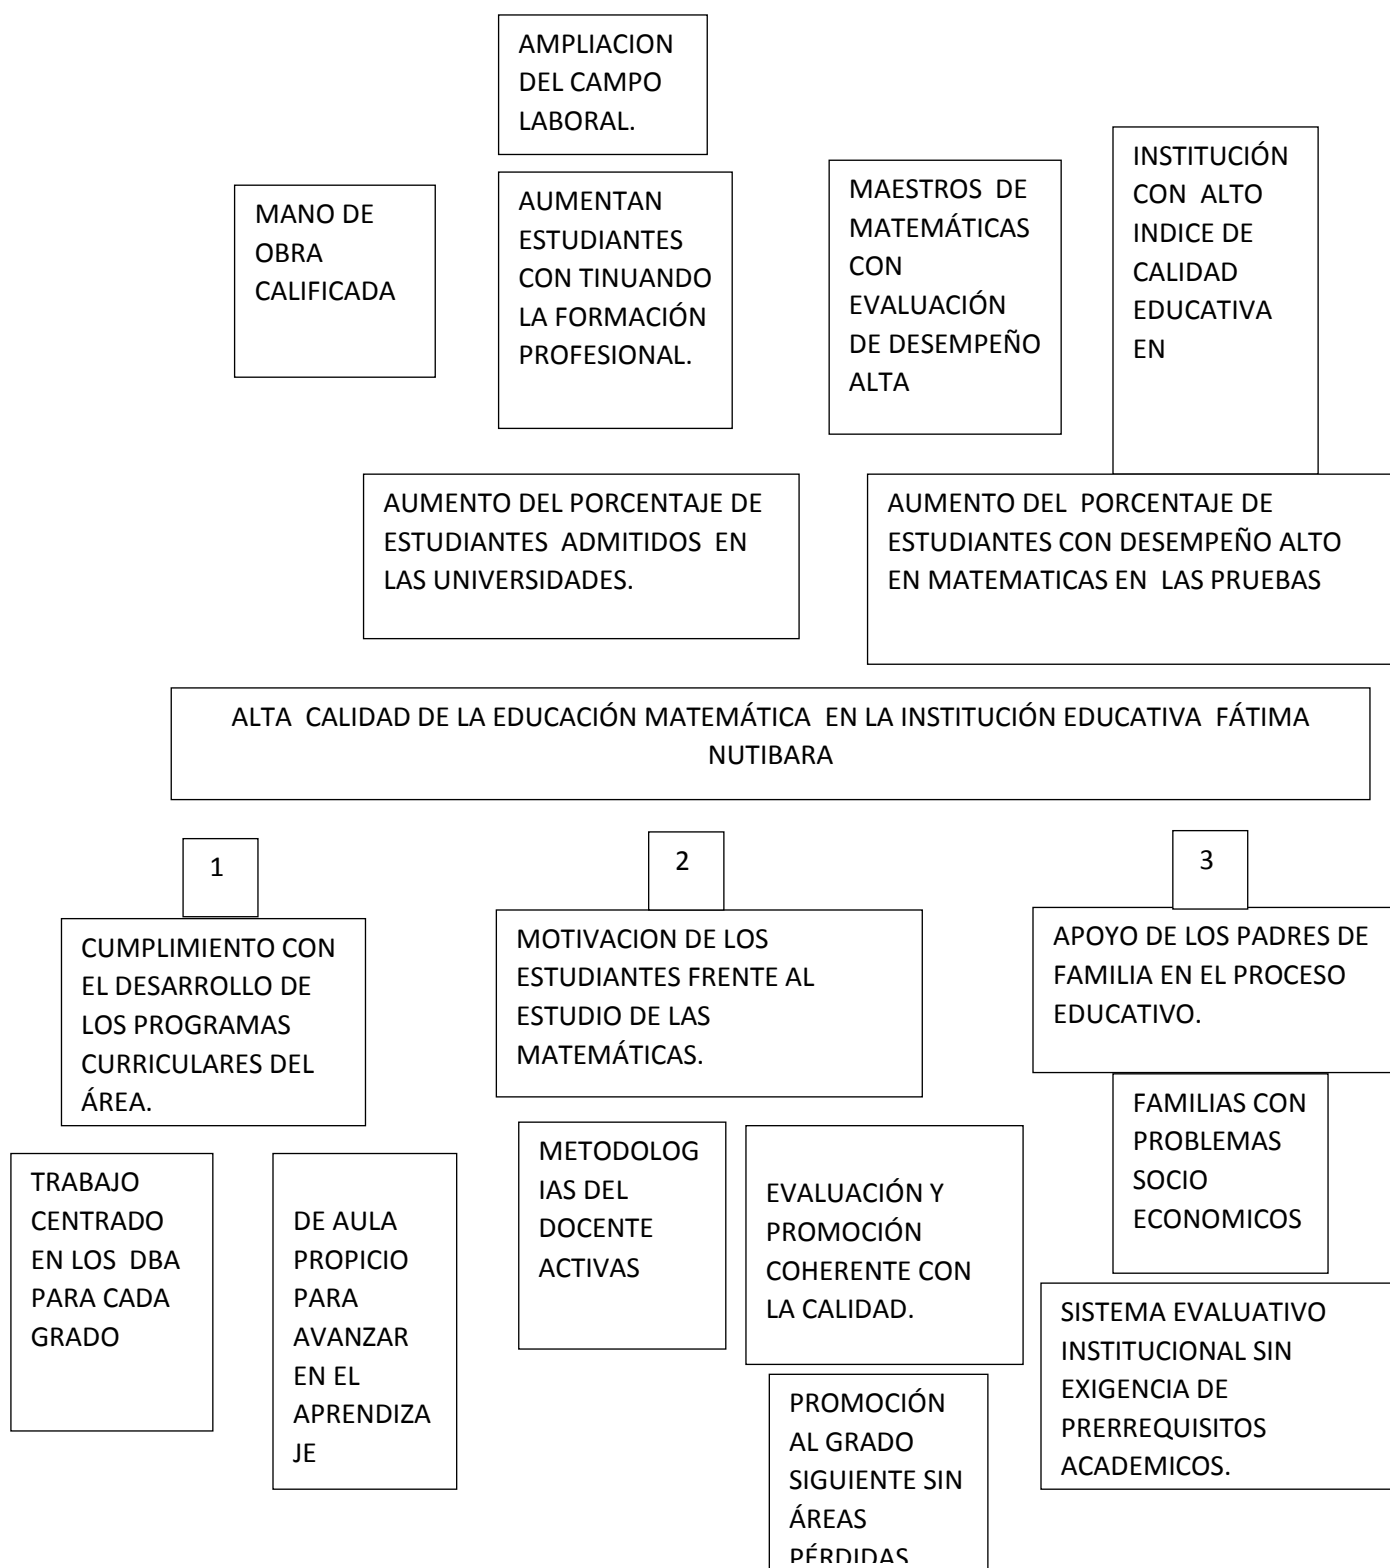 AMPLIACION
DEL CAMPO
LABORAL.
MANO DE
OBRA
CALIFICADA
AUMENTAN
ESTUDIANTES
CON TINUANDO
LA FORMACIÓN
PROFESIONAL.
MAESTROS DE
MATEMÁTICAS
CON
EVALUACIÓN
DE DESEMPEÑO
ALTA
INSTITUCIÓN
CON ALTO
INDICE DE
CALIDAD
EDUCATIVA
EN
AUMENTO DEL PORCENTAJE DE
ESTUDIANTES ADMITIDOS EN
LAS UNIVERSIDADES.
AUMENTO DEL PORCENTAJE DE
ESTUDIANTES CON DESEMPEÑO ALTO
EN MATEMATICAS EN LAS PRUEBAS
ALTA CALIDAD DE LA EDUCACIÓN MATEMÁTICA EN LA INSTITUCIÓN EDUCATIVA FÁTIMA
NUTIBARA
1
CUMPLIMIENTO CON
EL DESARROLLO DE
LOS PROGRAMAS
CURRICULARES DEL
ÁREA.
2
MOTIVACION DE LOS
ESTUDIANTES FRENTE AL
ESTUDIO DE LAS
MATEMÁTICAS.
3
APOYO DE LOS PADRES DE
FAMILIA EN EL PROCESO
EDUCATIVO.
TRABAJO
CENTRADO
EN LOS DBA
PARA CADA
GRADO
DE AULA
PROPICIO
PARA
AVANZAR
EN EL
APRENDIZA
JE
METODOLOG
IAS DEL
DOCENTE
ACTIVAS
EVALUACIÓN Y
PROMOCIÓN
COHERENTE CON
LA CALIDAD.
FAMILIAS CON
PROBLEMAS
SOCIO
ECONOMICOS
SISTEMA EVALUATIVO
INSTITUCIONAL SIN
EXIGENCIA DE
PRERREQUISITOS
ACADEMICOS.
PROMOCIÓN
AL GRADO
SIGUIENTE SIN
ÁREAS
PÉRDIDAS